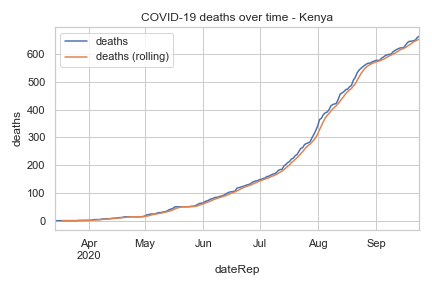 COVID-19 deaths over time - Kenya
deaths
deaths (rolling)
600
500
400
300
200
100
0
deaths
Apr
2020
May
Jun
Jul
Aug
Sep
dateRep